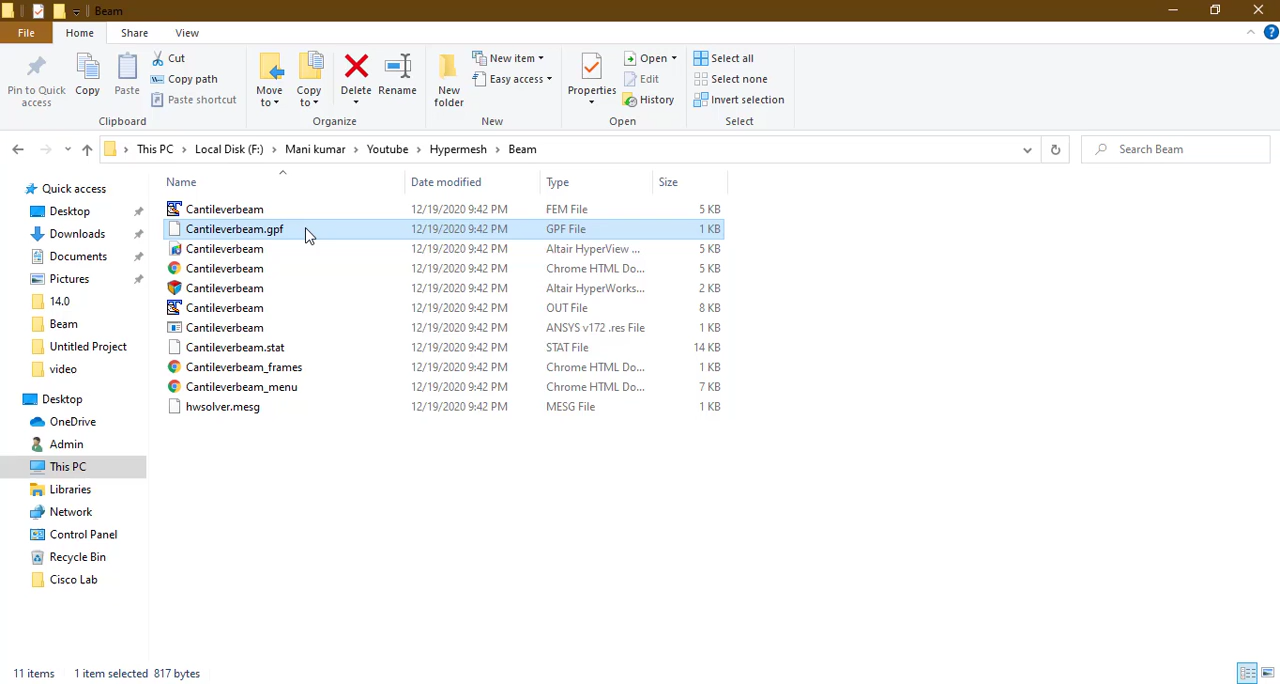 Beam
File Home Share View
Pin to Quick access
Copy
Paste
Cut
Copy path
Paste shortcut
Clipboard
Move to
Copy to
Delete
Rename
Organize
New folder
New item
Easy access
New
Properties
Open
Edit
History
Open
Select all
Select none
Invert selection
Select
This PC > Local Disk (F:) > Mani kumar > Youtube > Hypermesh > Beam
Search Beam
Quick access
Desktop
Downloads
Documents
Pictures
14.0
Beam
Untitled Project
video
Desktop
OneDrive
Admin
This PC
Libraries
Network
Control Panel
Recycle Bin
Cisco Lab
Name Date modified Type Size
Cantileverbeam 12/19/2020 9:42 PM FEM File 5 KB
Cantileverbeam.gpf 12/19/2020 9:42 PM GPF File 1 KB
Cantileverbeam 12/19/2020 9:42 PM Altair HyperView ... 5 KB
Cantileverbeam 12/19/2020 9:42 PM Chrome HTML Do... 5 KB
Cantileverbeam 12/19/2020 9:42 PM Altair HyperWorks... 2 KB
Cantileverbeam 12/19/2020 9:42 PM OUT File 8 KB
Cantileverbeam 12/19/2020 9:42 PM ANSYS v172 .res File 1 KB
Cantileverbeam.stat 12/19/2020 9:42 PM STAT File 14 KB
Cantileverbeam_frames 12/19/2020 9:42 PM Chrome HTML Do... 1 KB
Cantileverbeam_menu 12/19/2020 9:42 PM Chrome HTML Do... 7 KB
hwsolver.mesg 12/19/2020 9:42 PM MESG File 1 KB
11 items 1 item selected 817 bytes